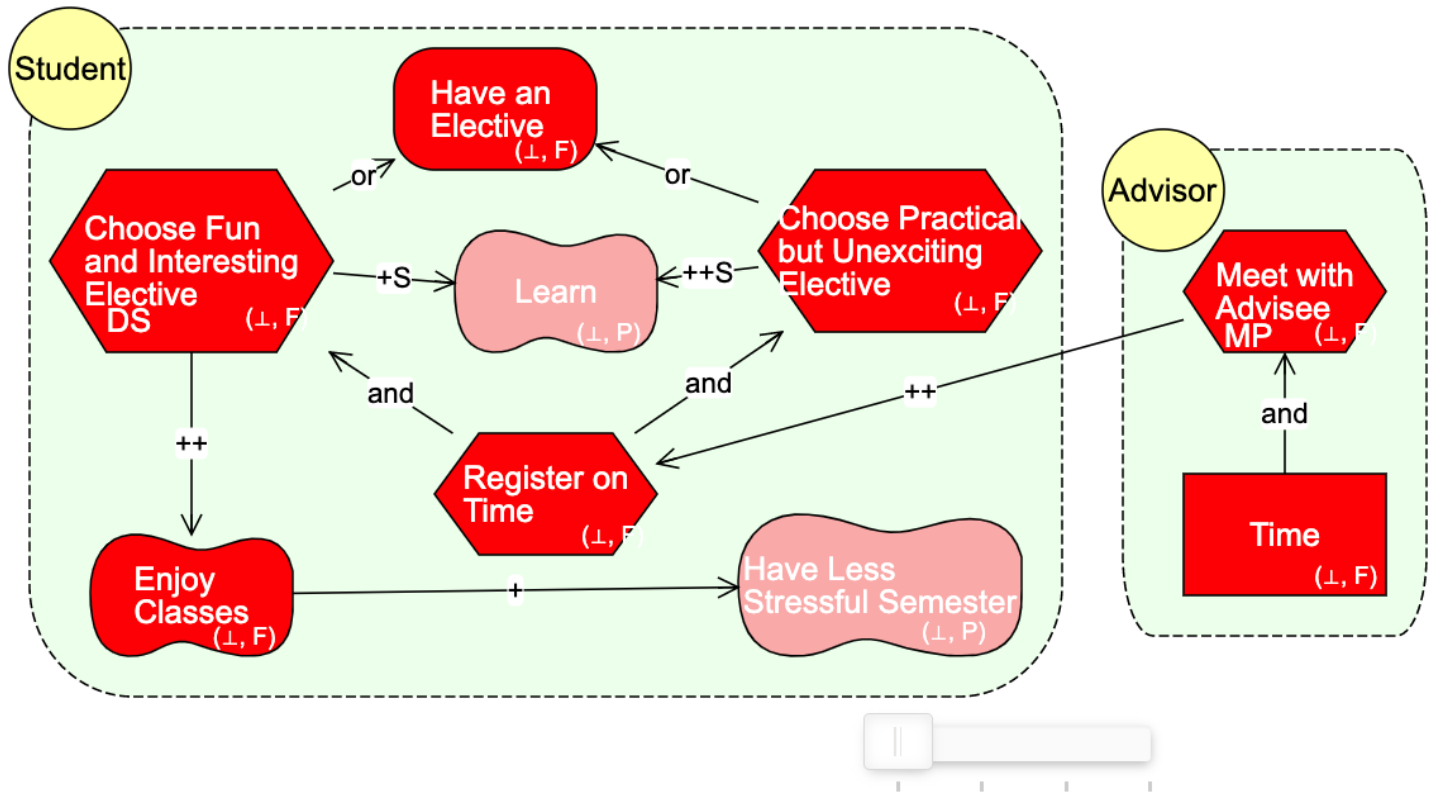 Student
Have an
Elective
(⊥, F)
or
or
Advisor
Choose Fun
and Interesting
Elective
DS
(⊥, F)
+S
Learn
(⊥, P)
++S
Choose Practical
but Unexciting
Elective
(⊥, F)
Meet with
Advisee
MP
(⊥, F)
and
and
++
++
and
Register on
Time
(⊥, F)
Time
(⊥, F)
Enjoy
Classes
(⊥, F)
+
Have Less
Stressful Semester
(⊥, P)